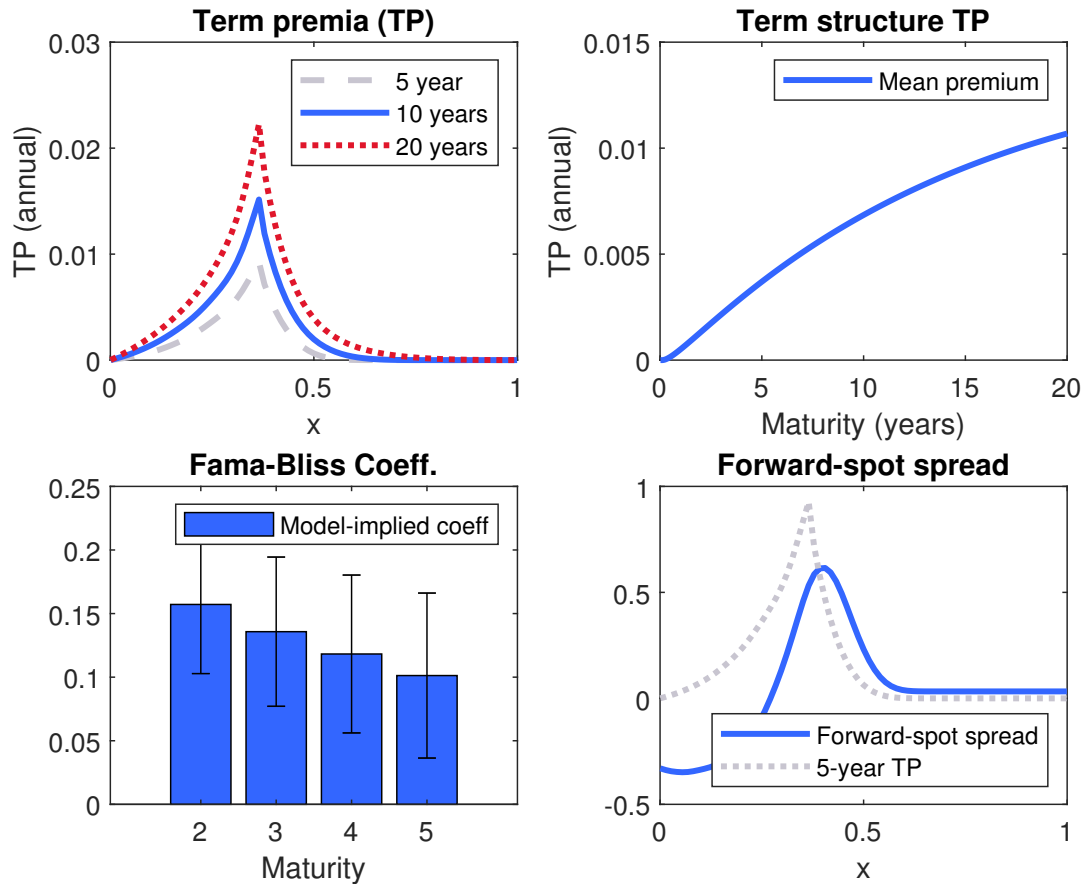 Term premia (TP)
0.03
0.02
0.01
0
TP (annual)
5 year
10 years
20 years
0
0.5
1
x
Term structure TP
0.015
0.01
0.005
0
TP (annual)
Mean premium
0
5
10
15
20
Maturity (years)
Fama-Bliss Coeff.
0.25
0.2
0.15
0.1
0.05
0
Model-implied coeff
2
3
4
5
Maturity
Forward-spot spread
1
0.5
0
-0.5
Forward-spot spread
5-year TP
0
0.5
1
x